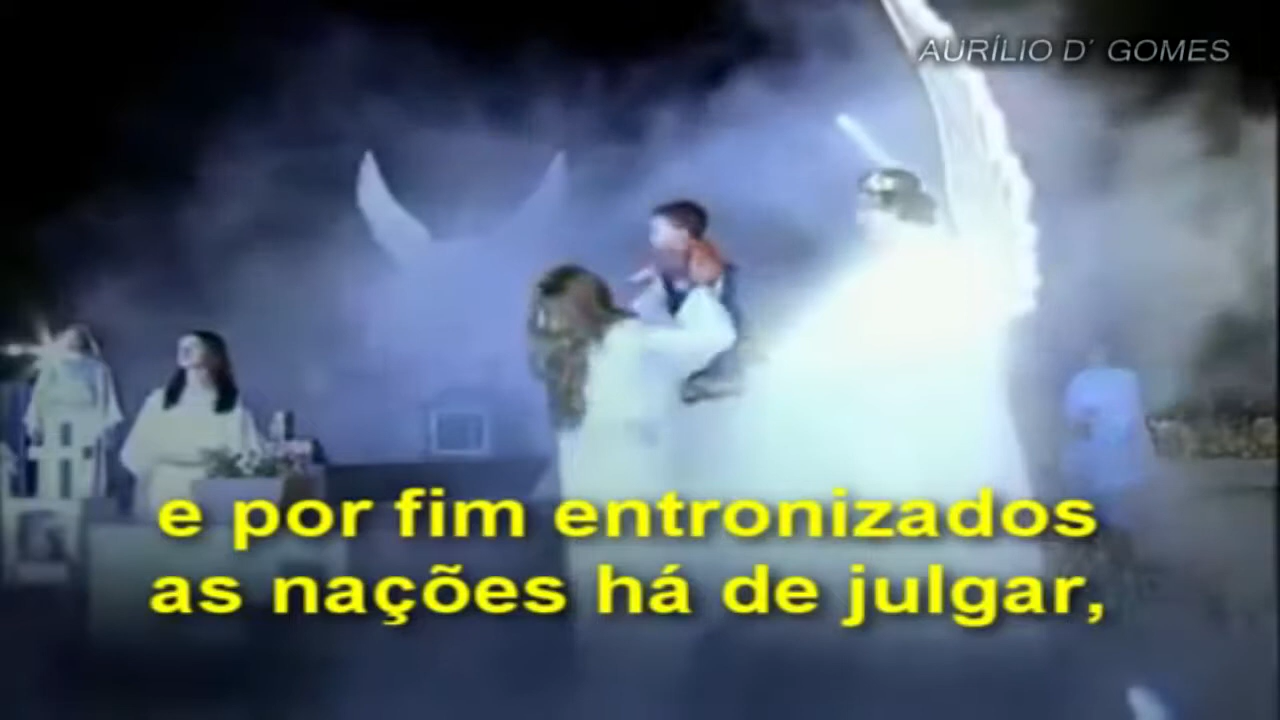 AURÍLIO D´ GOMES
e por fim entronizados
as nações há de julgar,